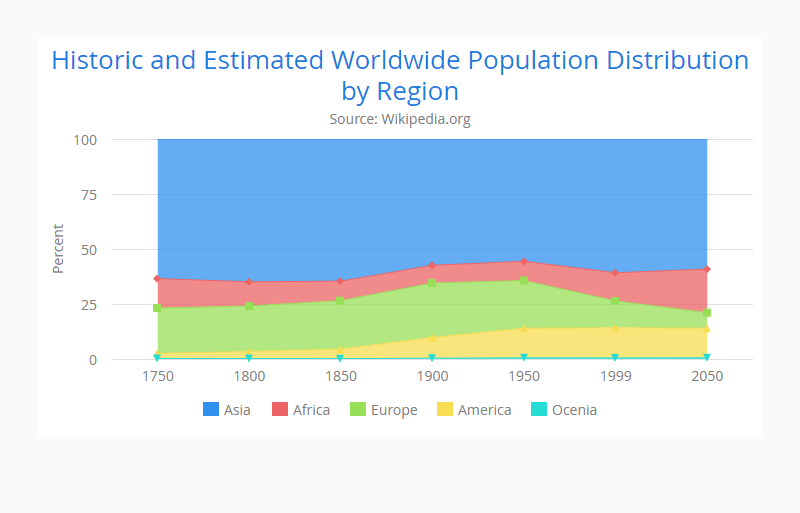 Historic and Estimated Worldwide Population Distribution
by Region
Source: Wikipedia.org
100
75
50
25
0
Percent
1750 1800 1850 1900 1950 1999 2050
Asia Africa Europe America Ocenia